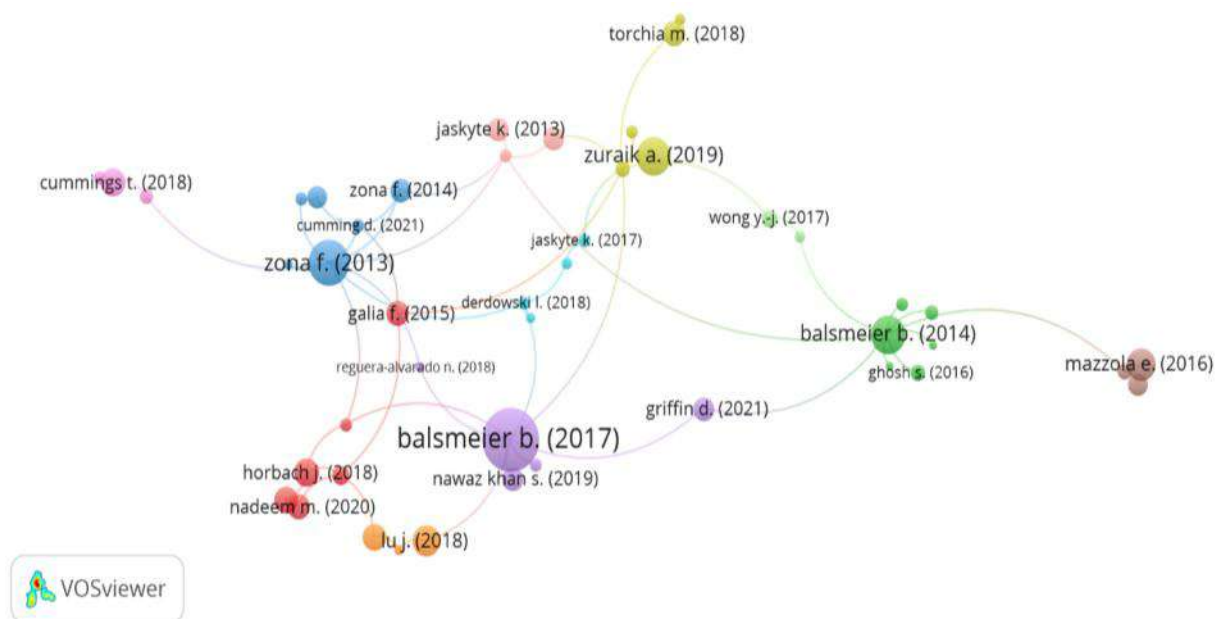 torchia m. (2018)
jaskyte k. (2013)
zuraik a. (2019)
cummings t. (2018)
zona f. (2014)
wong y.-j. (2017)
cumming d. (2021)
jaskyte k. (2017)
zona f. (2013)
derdowski l. (2018)
galia f. (2015)
balsmeier b. (2014)
reguera-alvarado n. (2018)
ghosh s. (2016)
mazzola e. (2016)
griffin d. (2021)
balsmeier b. (2017)
horbach j. (2018)
nawaz khan s. (2019)
nadeem m. (2020)
lu j. (2018)
VOSviewer